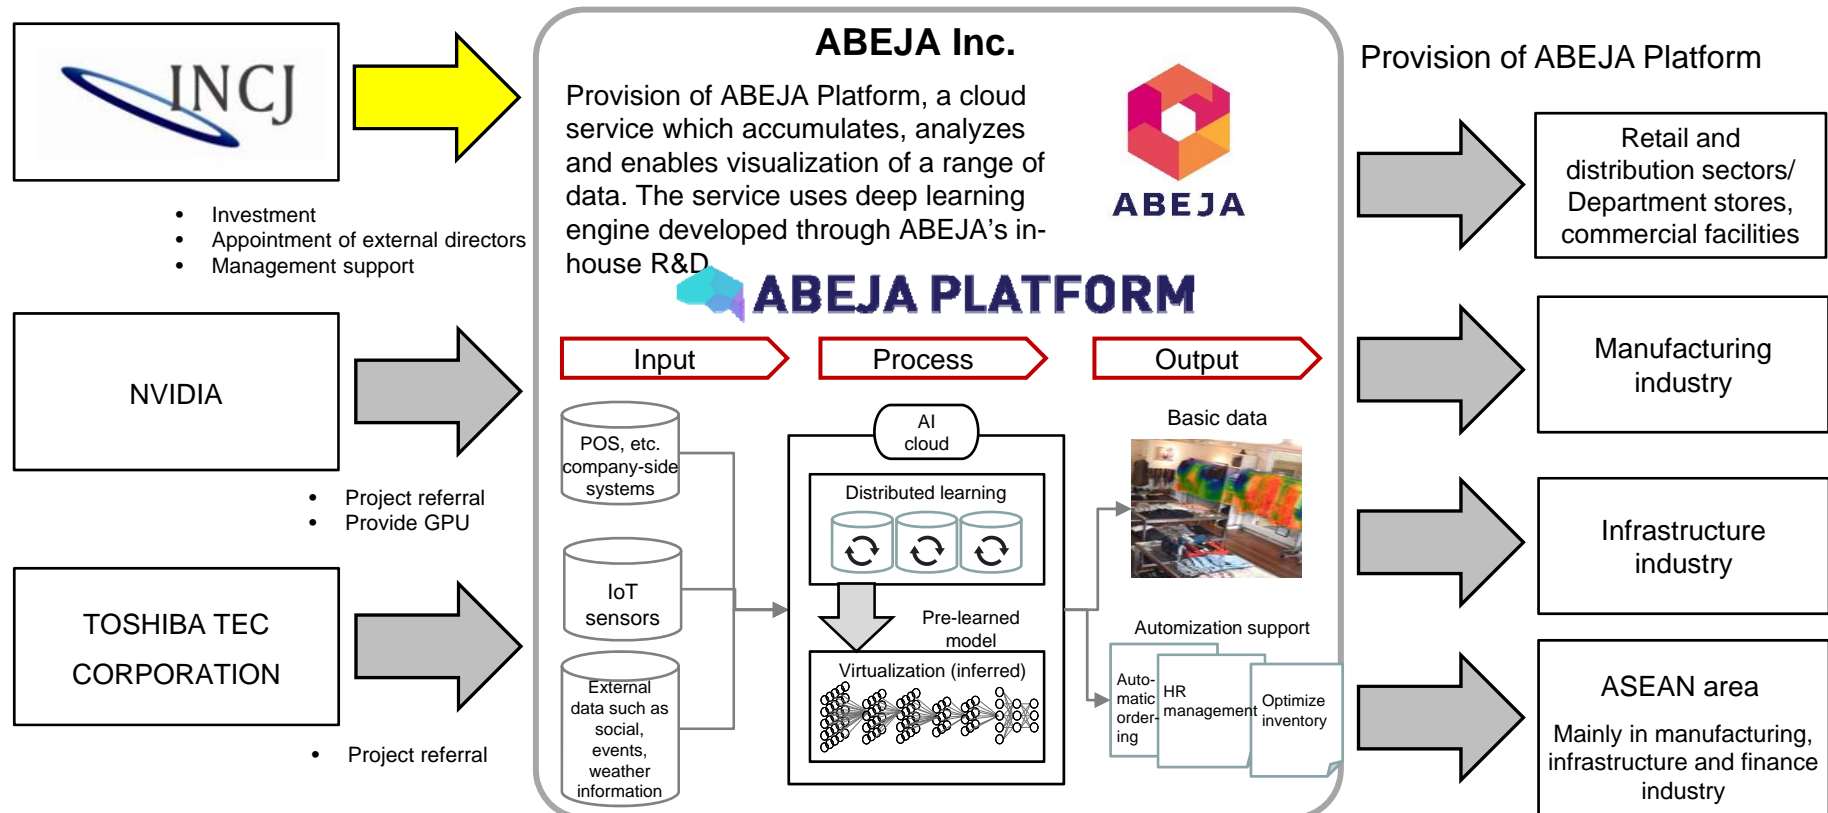 INCJ
• Investment
• Appointment of external directors
• Management support
NVIDIA
• Project referral
• Provide GPU
TOSHIBA TEC
CORPORATION
• Project referral
ABEJA Inc.
Provision of ABEJA Platform, a cloud
service which accumulates, analyzes
and enables visualization of a range of
data. The service uses deep learning
engine developed through ABEJA’s in-
house R&D
ABEJA
ABEJA PLATFORM
Input
Process
Output
POS, etc.
company-side
systems
IoT
sensors
External
data such as
social,
events,
weather
information
AI
cloud
Distributed learning
Pre-learned
model
Virtualization (inferred)
Basic data
Automization support
Auto-
matic
order-
ing
HR
management
Optimize
inventory
Provision of ABEJA Platform
Retail and
distribution sectors/
Department stores,
commercial facilities
Manufacturing
industry
Infrastructure
industry
ASEAN area
Mainly in manufacturing,
infrastructure and finance
industry